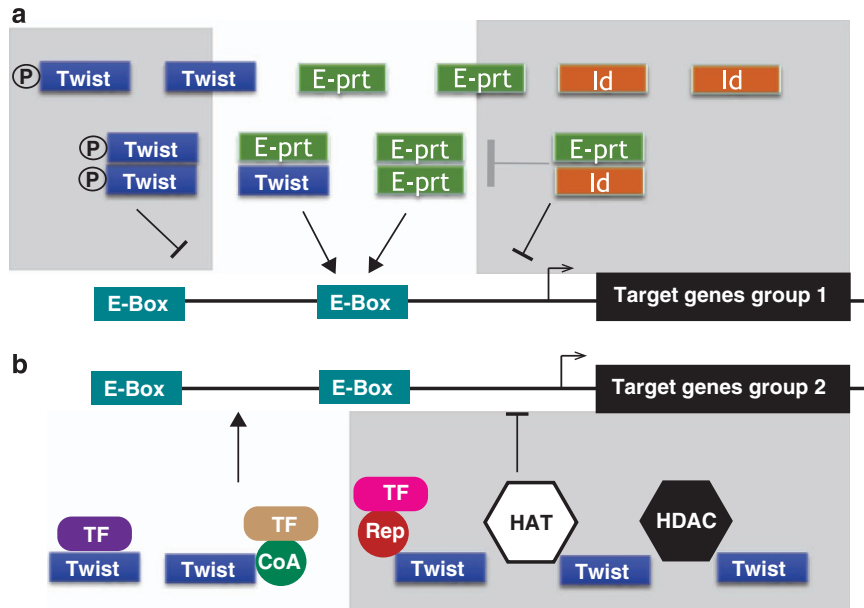 a
P Twist Twist E-prt E-prt Id Id
P Twist E-prt E-prt E-prt
P Twist Twist E-prt Id
E-Box E-Box Target genes group 1
b
E-Box E-Box Target genes group 2
TF TF TF HAT HDAC
Twist Twist CoA Rep Twist Twist Twist